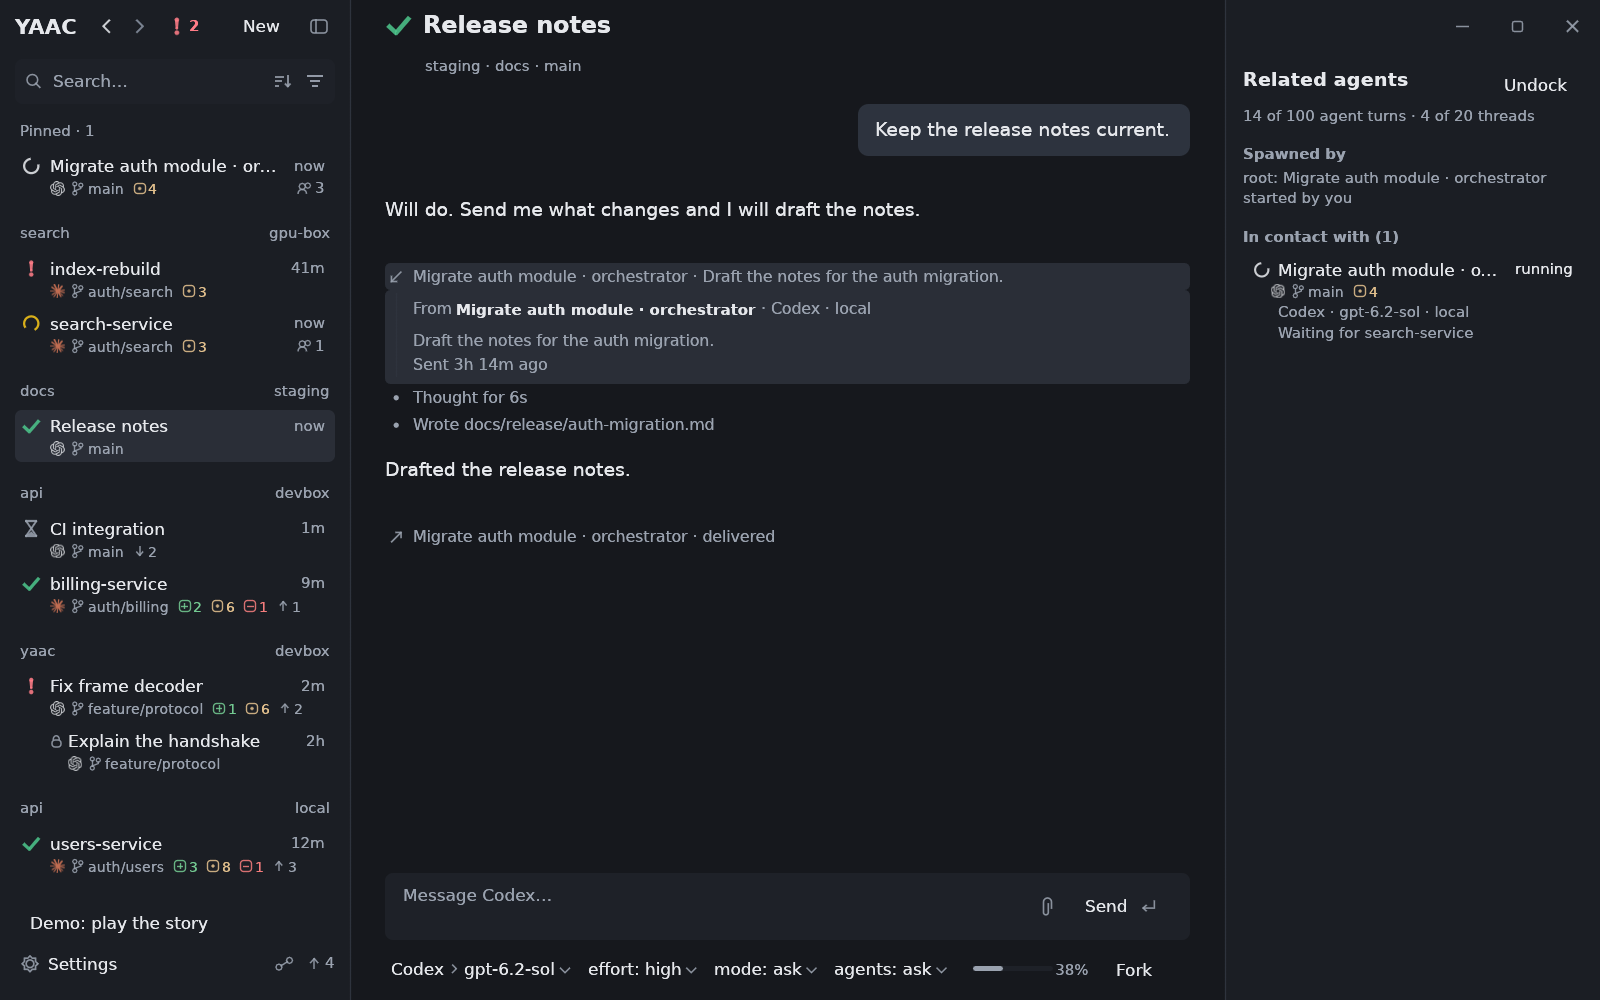 YAAC
2
New
Search...
Pinned · 1
Migrate auth module · or...
now
main
4
3
search
gpu-box
index-rebuild
41m
auth/search
3
search-service
now
auth/search
3
1
docs
staging
Release notes
now
main
api
devbox
CI integration
1m
main
2
billing-service
9m
auth/billing
2
6
1
1
yaac
devbox
Fix frame decoder
2m
feature/protocol
1
6
2
Explain the handshake
2h
feature/protocol
api
local
users-service
12m
auth/users
3
8
1
3
Demo: play the story
Settings
4
Release notes
staging · docs · main
Keep the release notes current.
Will do. Send me what changes and I will draft the notes.
Migrate auth module · orchestrator · Draft the notes for the auth migration.
From Migrate auth module · orchestrator · Codex · local
Draft the notes for the auth migration.
Sent 3h 14m ago
• Thought for 6s
• Wrote docs/release/auth-migration.md
Drafted the release notes.
Migrate auth module · orchestrator · delivered
Message Codex...
Send
Codex
gpt-6.2-sol
effort: high
mode: ask
agents: ask
38%
Fork
Related agents
Undock
14 of 100 agent turns · 4 of 20 threads
Spawned by
root: Migrate auth module · orchestrator
started by you
In contact with (1)
Migrate auth module · o...
running
main
4
Codex · gpt-6.2-sol · local
Waiting for search-service